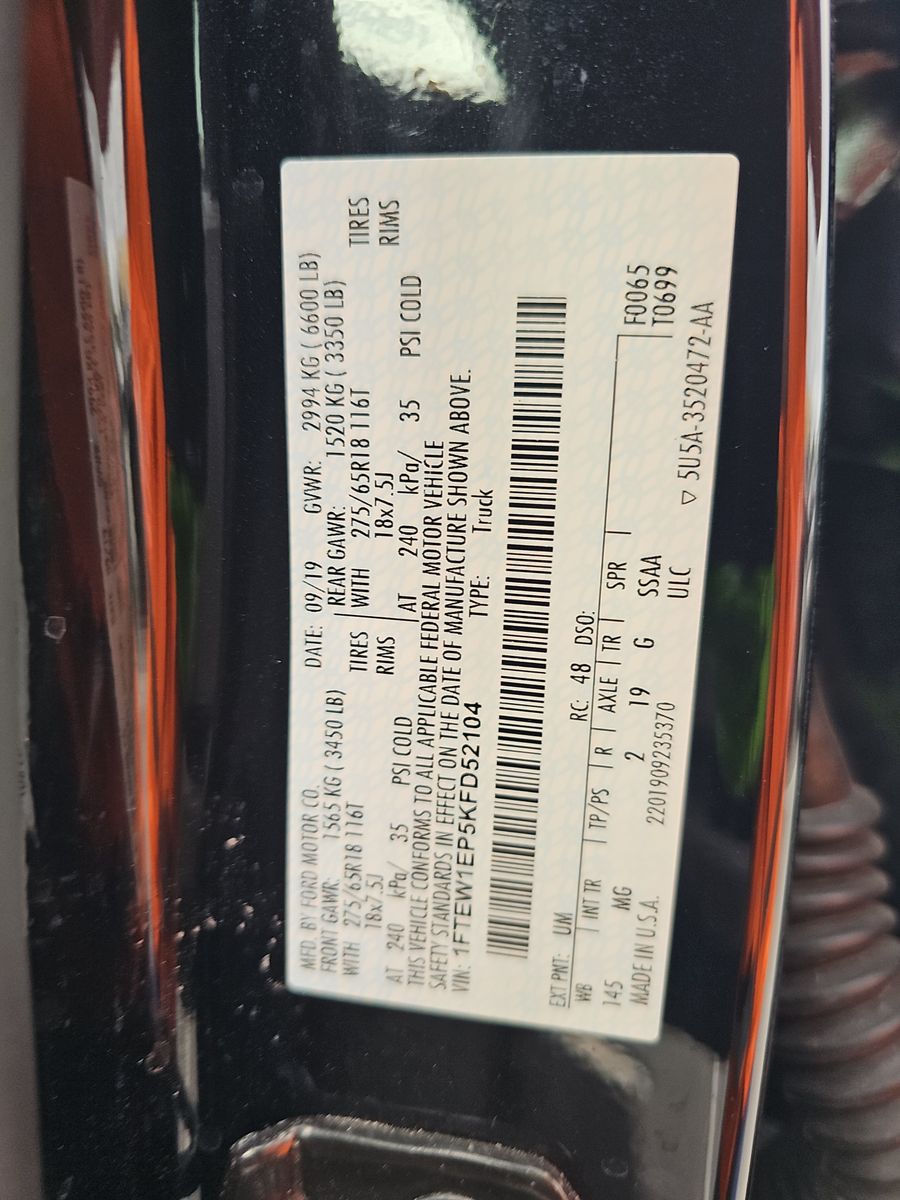 MFD. BY FORD MOTOR CO.
DATE: 09/19 GVWR: 2994 KG ( 6600 LB)
FRONT GAWR: 1565 KG ( 3450 LB)
REAR GAWR: 1520 KG ( 3350 LB)
WITH 275/65R18 116T TIRES
WITH 275/65R18 116T TIRES
18x7.5J RIMS
18x7.5J RIMS
AT 240 kPa/ 35 PSI COLD
AT 240 kPa/ 35 PSI COLD
THIS VEHICLE CONFORMS TO ALL APPLICABLE FEDERAL MOTOR VEHICLE
SAFETY STANDARDS IN EFFECT ON THE DATE OF MANUFACTURE SHOWN ABOVE.
VIN: 1FTEW1EP5KFD52104 TYPE: Truck
EXT PNT: UM RC: 48 DSO:
WB INT TR TP/PS R AXLE TR SPR F0065
145 MG 2 19 G SSAA T0699
MADE IN U.S.A. 2201909235370 ULC
▽ 5U5A-3520472-AA